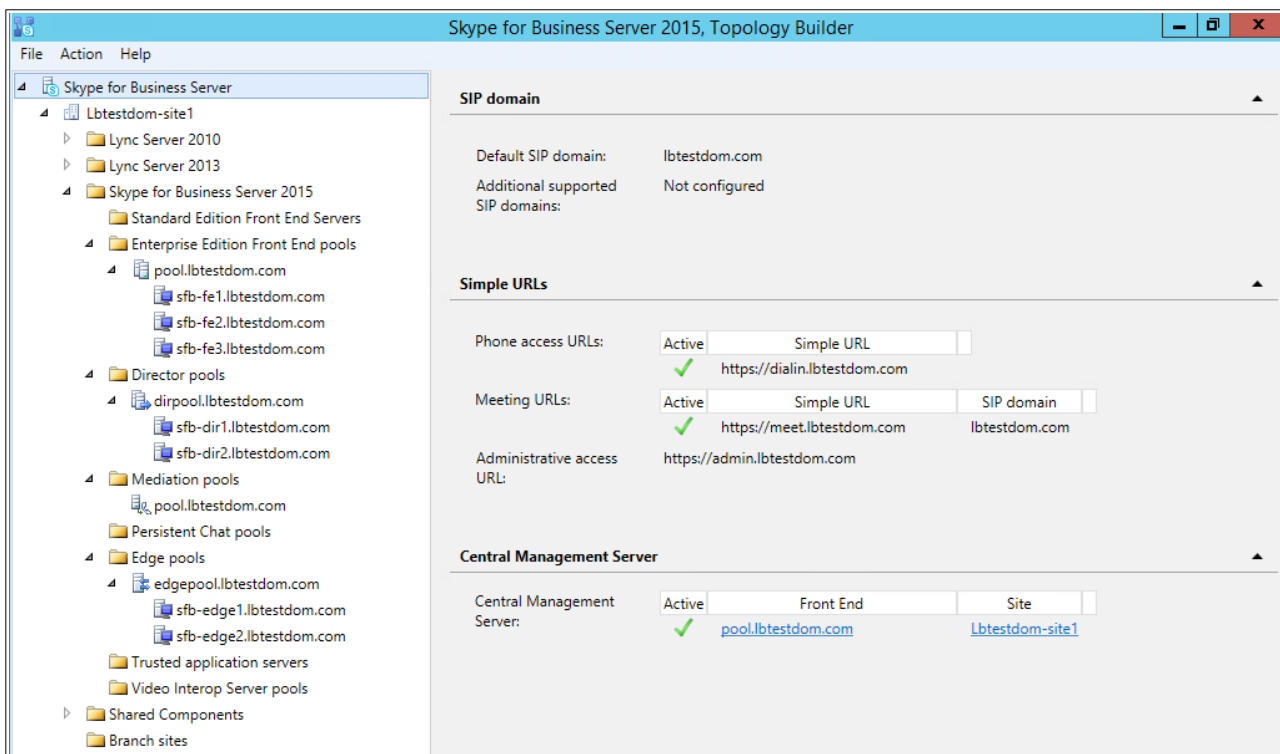 Skype for Business Server 2015, Topology Builder
File Action Help
Skype for Business Server
Lbtestdom-site1
Lync Server 2010
Lync Server 2013
Skype for Business Server 2015
Standard Edition Front End Servers
Enterprise Edition Front End pools
pool.lbtestdom.com
sfb-fe1.lbtestdom.com
sfb-fe2.lbtestdom.com
sfb-fe3.lbtestdom.com
Director pools
dirpool.lbtestdom.com
sfb-dir1.lbtestdom.com
sfb-dir2.lbtestdom.com
Mediation pools
pool.lbtestdom.com
Persistent Chat pools
Edge pools
edgepool.lbtestdom.com
sfb-edge1.lbtestdom.com
sfb-edge2.lbtestdom.com
Trusted application servers
Video Interop Server pools
Shared Components
Branch sites
SIP domain
Default SIP domain: lbtestdom.com
Additional supported Not configured
SIP domains:
Simple URLs
Phone access URLs: Active Simple URL
https://dialin.lbtestdom.com
Meeting URLs: Active Simple URL SIP domain
https://meet.lbtestdom.com lbtestdom.com
Administrative access https://admin.lbtestdom.com
URL:
Central Management Server
Central Management Active Front End Site
Server: pool.lbtestdom.com Lbtestdom-site1